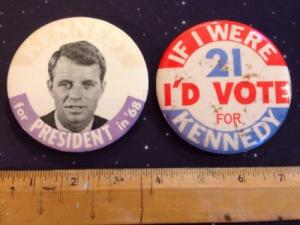 KENNEDY
for PRESIDENT in '68
IF I WERE
21
I'D VOTE
FOR
KENNEDY
1 2 3 4 5 6 7